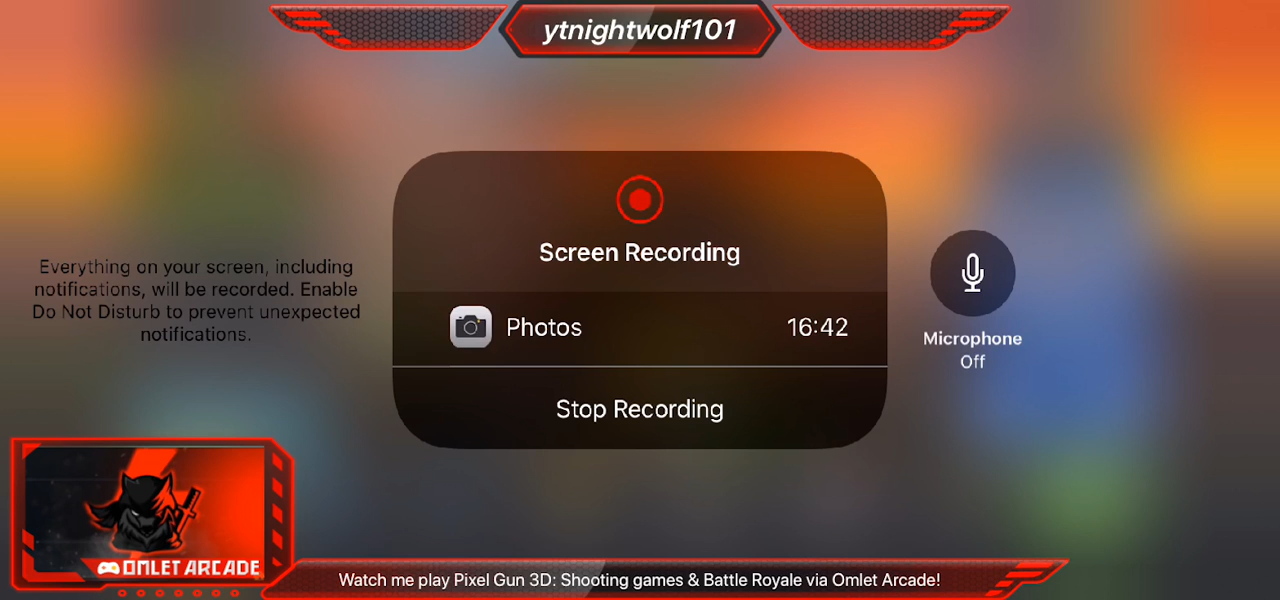 ytnightwolf101
Screen Recording
Everything on your screen, including
notifications, will be recorded. Enable
Do Not Disturb to prevent unexpected
notifications.
Photos 16:42
Microphone
Off
Stop Recording
OMLET ARCADE
Watch me play Pixel Gun 3D: Shooting games & Battle Royale via Omlet Arcade!